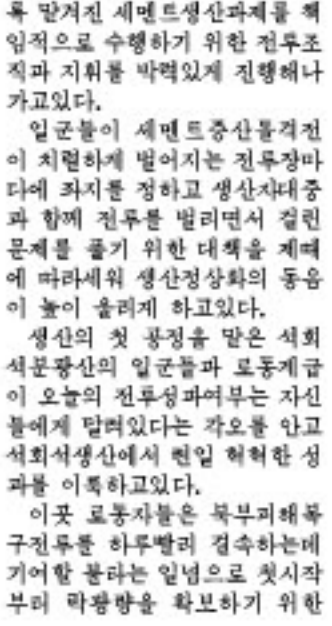 록 맡겨진 세멘트생산과제를 책
임적으로 수행하기 위한 전투조
직과 지휘를 박력있게 진행해나
가고있다.
일군들이 세멘트증산돌격전
이 치렬하게 벌어지는 전투장마
다에 좌지를 정하고 생산자대중
과 함께 전투를 벌리면서 걸린
문제를 풀기 위한 대책을 제때
에 따라세워 생산정상화의 동음
이 높이 울리게 하고있다.
생산의 첫 공정을 맡은 석회
석분광산의 일군들과 로동계급
이 오늘의 전투성과여부는 자신
들에게 달려있다는 각오를 안고
석회석생산에서 련일 혁혁한 성
과를 이룩하고있다.
이곳 로동자들은 북부피해복
구전투를 하루빨리 결속하는데
기여할 불타는 일념으로 첫시작
부터 락광량을 확보하기 위한